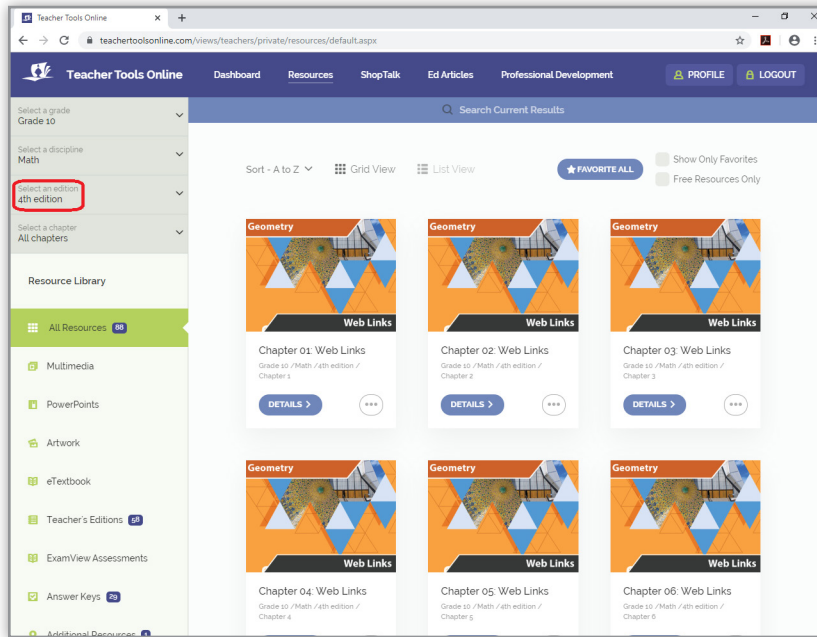 Teacher Tools Online
teachertoolsonline.com/views/teachers/private/resources/default.aspx
Teacher Tools Online
Dashboard
Resources
ShopTalk
Ed Articles
Professional Development
PROFILE
LOGOUT
Select a grade
Grade 10
Select a discipline
Math
Select an edition
4th edition
Select a chapter
All chapters
Resource Library
All Resources 88
Multimedia
PowerPoints
Artwork
eTextbook
Teacher's Editions 58
ExamView Assessments
Answer Keys 29
Additional Resources 1
Search Current Results
Sort - A to Z
Grid View
List View
FAVORITE ALL
Show Only Favorites
Free Resources Only
Geometry
Web Links
Chapter 01: Web Links
Grade 10 /Math /4th edition /
Chapter 1
DETAILS >
Geometry
Web Links
Chapter 02: Web Links
Grade 10 /Math /4th edition /
Chapter 2
DETAILS >
Geometry
Web Links
Chapter 03: Web Links
Grade 10 /Math /4th edition /
Chapter 3
DETAILS >
Geometry
Web Links
Chapter 04: Web Links
Grade 10 /Math /4th edition /
Chapter 4
Geometry
Web Links
Chapter 05: Web Links
Grade 10 /Math /4th edition /
Chapter 5
Geometry
Web Links
Chapter 06: Web Links
Grade 10 /Math /4th edition /
Chapter 6